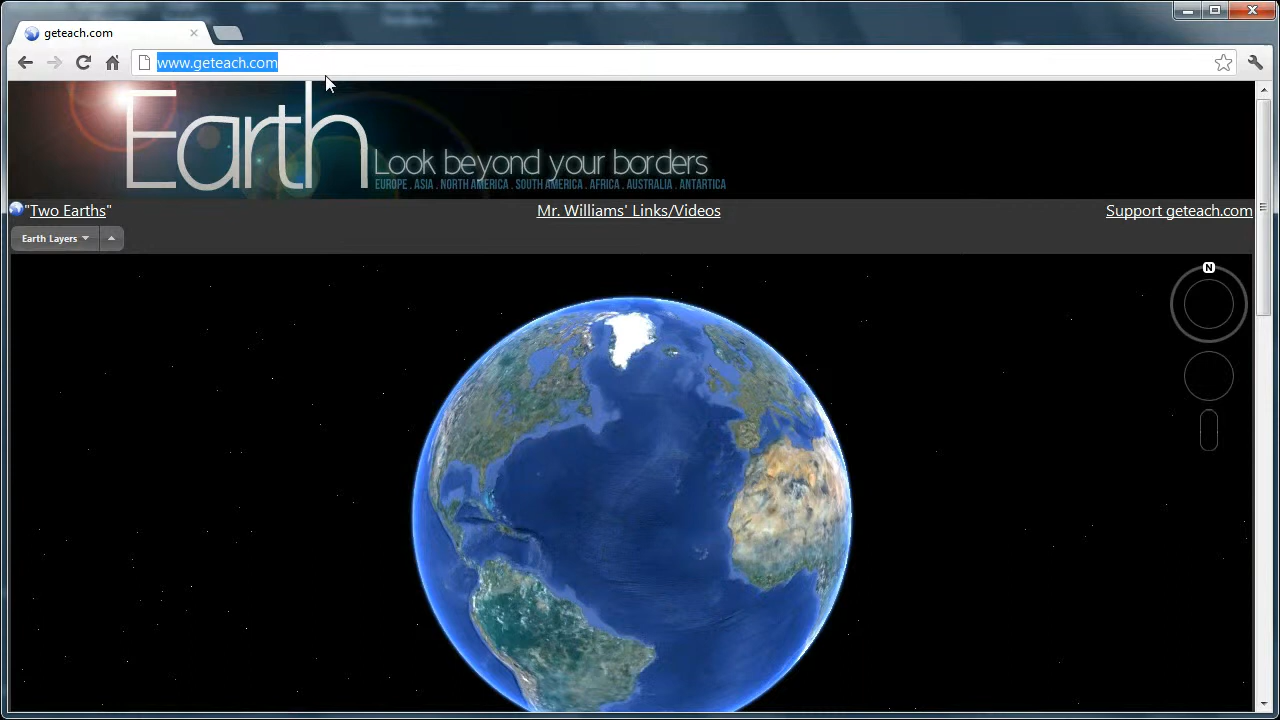 geteach.com
www.geteach.com
Earth
Look beyond your borders
EUROPE . ASIA . NORTH AMERICA . SOUTH AMERICA . AFRICA . AUSTRALIA . ANTARTICA
"Two Earths"
Mr. Williams' Links/Videos
Support geteach.com
Earth Layers
N